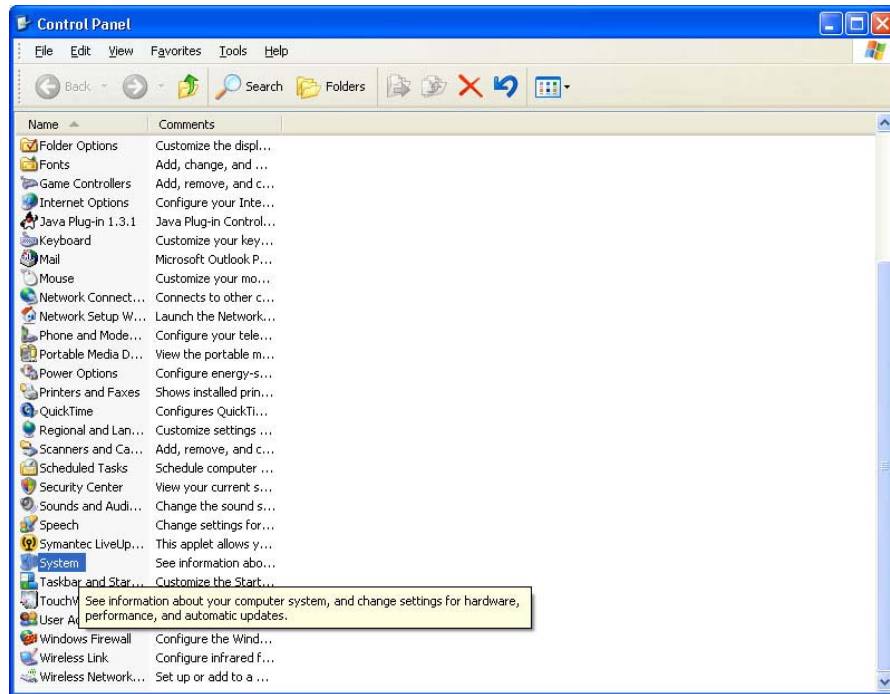 Control Panel
File Edit View Favorites Tools Help
Back Search Folders
Name Comments
Folder Options Customize the displ...
Fonts Add, change, and ...
Game Controllers Add, remove, and c...
Internet Options Configure your Inte...
Java Plug-in 1.3.1 Java Plug-in Control...
Keyboard Customize your key...
Mail Microsoft Outlook P...
Mouse Customize your mo...
Network Connect... Connects to other c...
Network Setup W... Launch the Network...
Phone and Mode... Configure your tele...
Portable Media D... View the portable m...
Power Options Configure energy-s...
Printers and Faxes Shows installed prin...
QuickTime Configures QuickTi...
Regional and Lan... Customize settings ...
Scanners and Ca... Add, remove, and c...
Scheduled Tasks Schedule computer ...
Security Center View your current s...
Sounds and Audi... Change the sound s...
Speech Change settings for...
Symantec LiveUp... This applet allows y...
System See information abo...
Taskbar and Star... Customize the Start...
See information about your computer system, and change settings for hardware,
performance, and automatic updates.
User
Windows Firewall Configure the Wind...
Wireless Link Configure infrared f...
Wireless Network... Set up or add to a ...